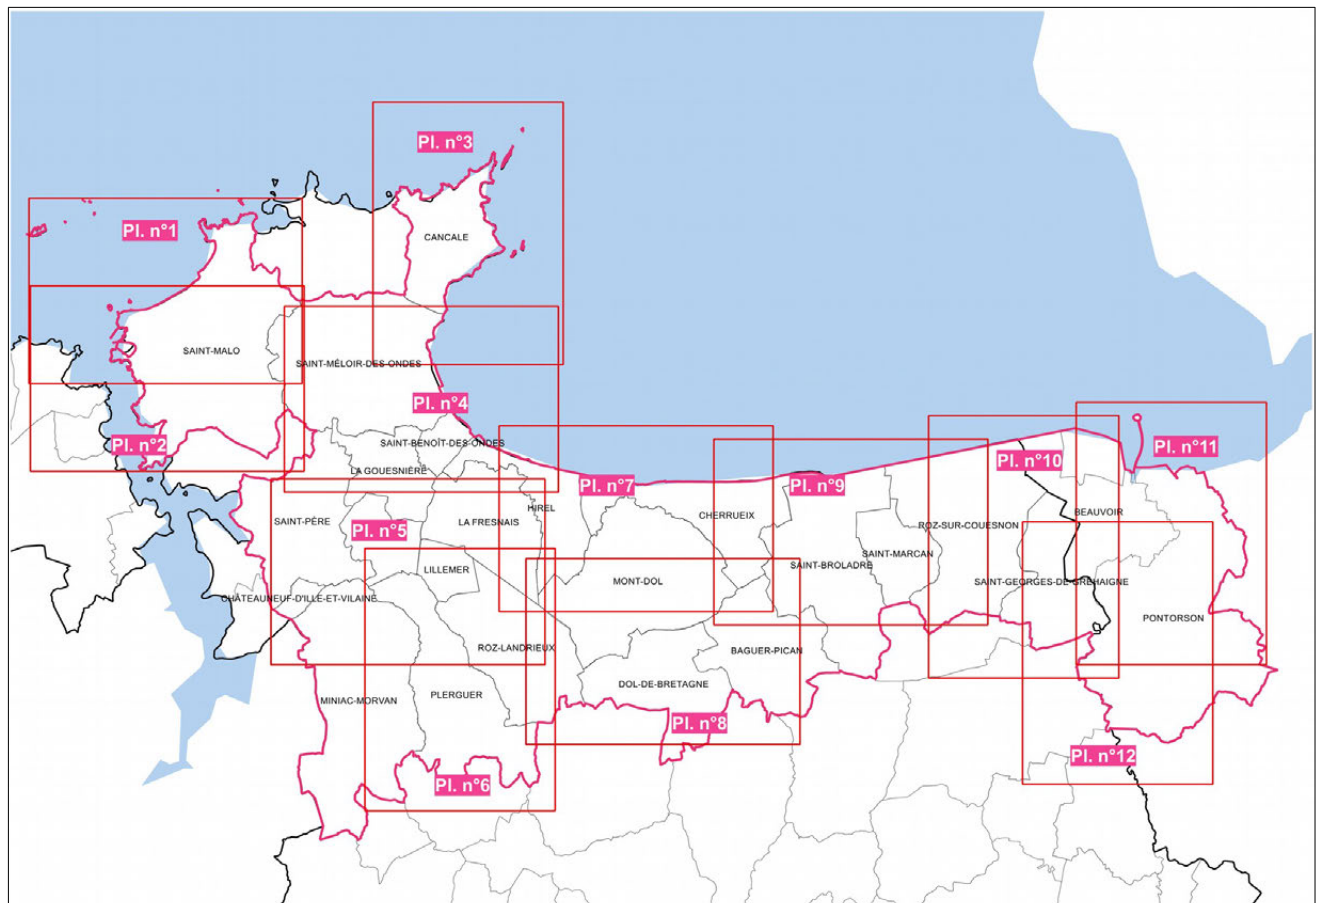 Pl. n°3
Pl. n°1
CANCALE
SAINT-MALO
SAINT-MÉLOIR-DES-ONDES
Pl. n°4
Pl. n°2
SAINT-BENOÎT-DES-ONDES
Pl. n°11
Pl. n°10
LA GOUESNIÈRE
Pl. n°7
Pl. n°9
HIREL
CHERRUEIX
BEAUVOIR
SAINT-PÈRE
LA FRESNAIS
ROZ-SUR-COUESNON
Pl. n°5
SAINT-MARCAN
LILLEMER
SAINT-BROLADRE
MONT-DOL
SAINT-GEORGES-DE-GRÉHAIGNE
CHÂTEAUNEUF-D'ILLE-ET-VILAINE
PONTORSON
ROZ-LANDRIEUX
BAGUER-PICAN
DOL-DE-BRETAGNE
PLERGUER
MINIAC-MORVAN
Pl. n°8
Pl. n°12
Pl. n°6